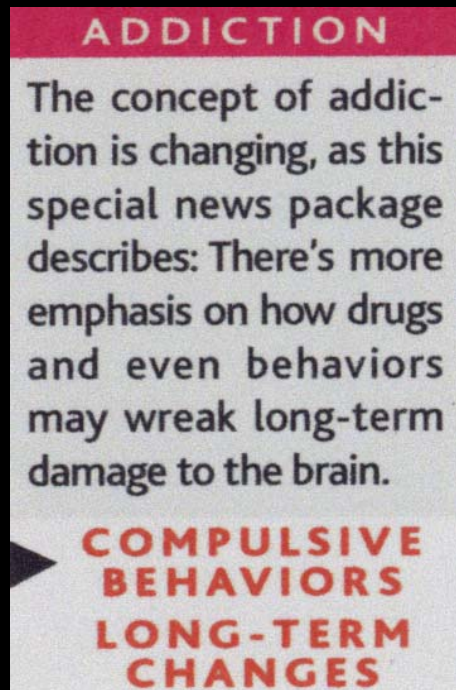 ADDICTION
The concept of addic-
tion is changing, as this
special news package
describes: There's more
emphasis on how drugs
and even behaviors
may wreak long-term
damage to the brain.
COMPULSIVE
BEHAVIORS
LONG-TERM
CHANGES